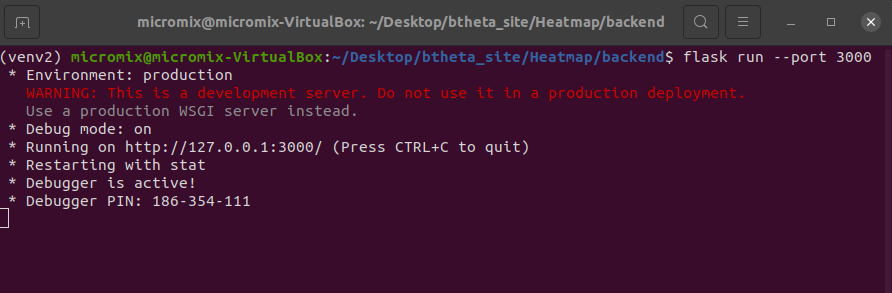 micromix@micromix-VirtualBox: ~/Desktop/btheta_site/Heatmap/backend
(venv2) micromix@micromix-VirtualBox:~/Desktop/btheta_site/Heatmap/backend$ flask run --port 3000
* Environment: production
WARNING: This is a development server. Do not use it in a production deployment.
Use a production WSGI server instead.
* Debug mode: on
* Running on http://127.0.0.1:3000/ (Press CTRL+C to quit)
* Restarting with stat
* Debugger is active!
* Debugger PIN: 186-354-111